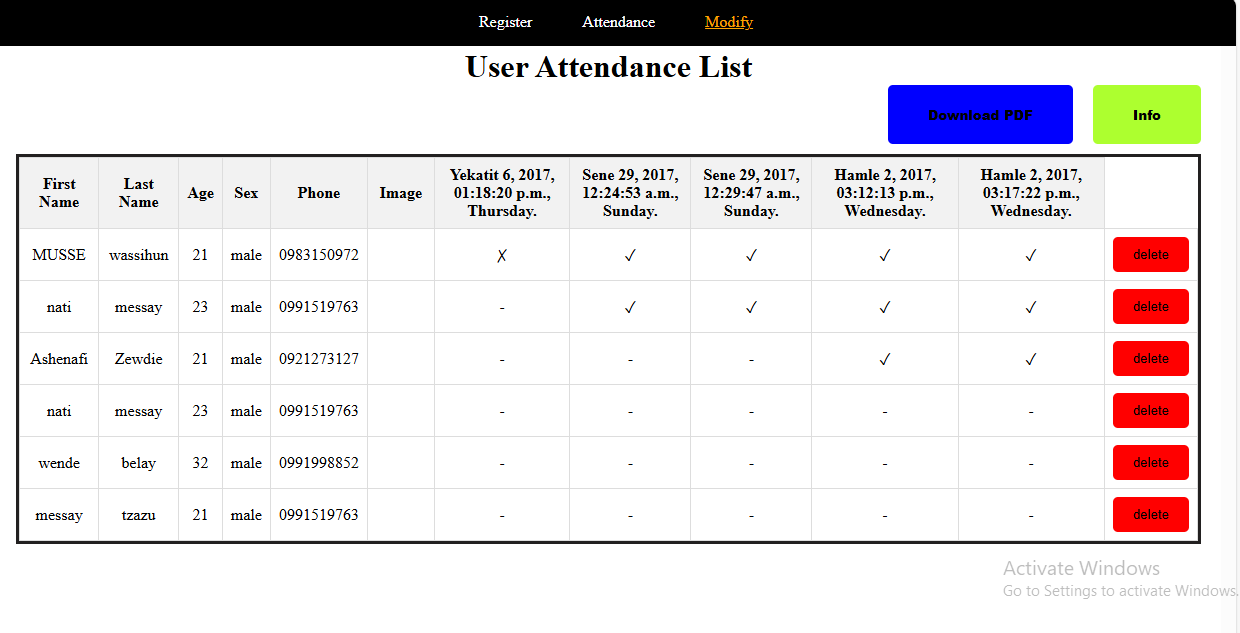 Register Attendance Modify
User Attendance List
Download PDF Info
First Name Last Name Age Sex Phone Image Yekatit 6, 2017, 01:18:20 p.m., Thursday. Sene 29, 2017, 12:24:53 a.m., Sunday. Sene 29, 2017, 12:29:47 a.m., Sunday. Hamle 2, 2017, 03:12:13 p.m., Wednesday. Hamle 2, 2017, 03:17:22 p.m., Wednesday.
MUSSE wassihun 21 male 0983150972 ✗ ✓ ✓ ✓ ✓ delete
nati messay 23 male 0991519763 - ✓ ✓ ✓ ✓ delete
Ashenafi Zewdie 21 male 0921273127 - - - ✓ ✓ delete
nati messay 23 male 0991519763 - - - - - delete
wende belay 32 male 0991998852 - - - - - delete
messay tzazu 21 male 0991519763 - - - - - delete
Activate Windows
Go to Settings to activate Windows.